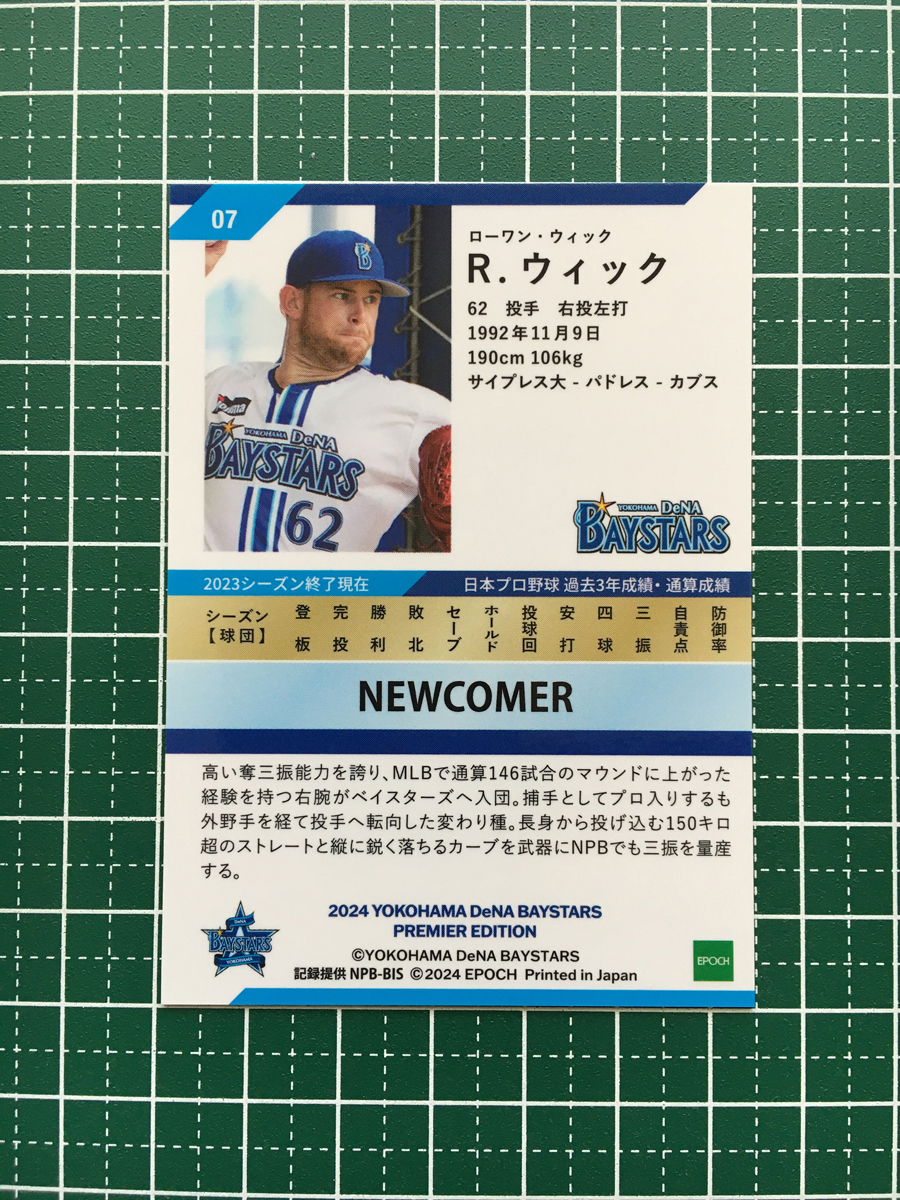 07
ローワン・ウィック
R.ウィック
62 投手 右投左打
1992年11月9日
190cm 106kg
サイプレス大 - パドレス - カブス
YOKOHAMA DeNA
BAYSTARS
62
YOKOHAMA DeNA
BAYSTARS
2023シーズン終了現在
日本プロ野球 過去3年成績・通算成績
シーズン
【球団】
登板
完投
勝利
敗北
セーブ
ホールド
投球回
安打
四球
三振
自責点
防御率
NEWCOMER
高い奪三振能力を誇り、MLBで通算146試合のマウンドに上がった
経験を持つ右腕がベイスターズへ入団。捕手としてプロ入りするも
外野手を経て投手へ転向した変わり種。長身から投げ込む150キロ
超のストレートと縦に鋭く落ちるカーブを武器にNPBでも三振を量産
する。
DeNA
BAYSTARS
YOKOHAMA
2024 YOKOHAMA DeNA BAYSTARS
PREMIER EDITION
©YOKOHAMA DeNA BAYSTARS
記録提供 NPB-BIS ©2024 EPOCH Printed in Japan
EPOCH